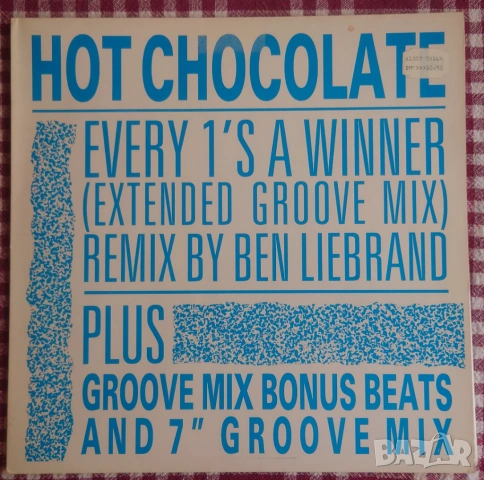 HOT CHOCOLATE
EVERY 1'S A WINNER
(EXTENDED GROOVE MIX)
REMIX BY BEN LIEBRAND
PLUS
GROOVE MIX BONUS BEATS
AND 7" GROOVE MIX
BAZAR